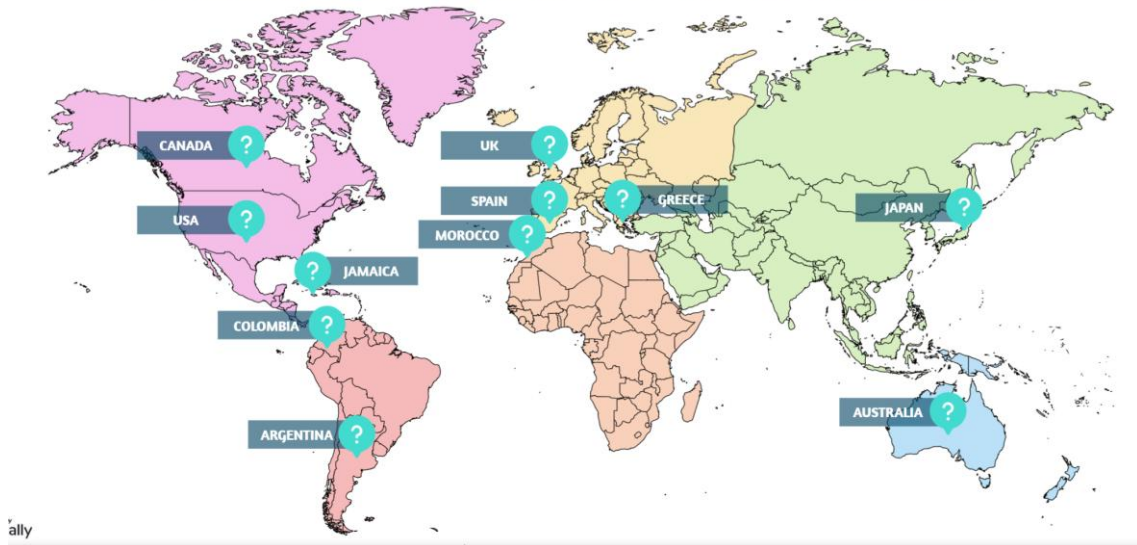 CANADA
?
UK
?
SPAIN
?
?
GREECE
USA
?
JAPAN
?
MOROCCO
?
?
JAMAICA
COLOMBIA
?
AUSTRALIA
?
ARGENTINA
?
ally